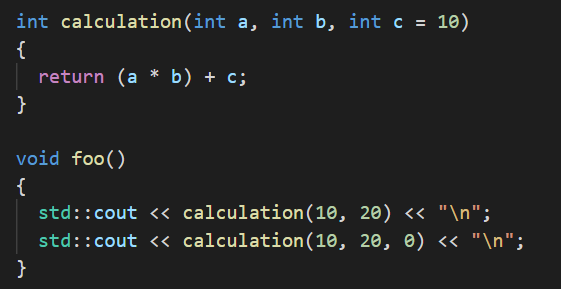 int calculation(int a, int b, int c = 10)
{
  return (a * b) + c;
}

void foo()
{
  std::cout << calculation(10, 20) << "\n";
  std::cout << calculation(10, 20, 0) << "\n";
}